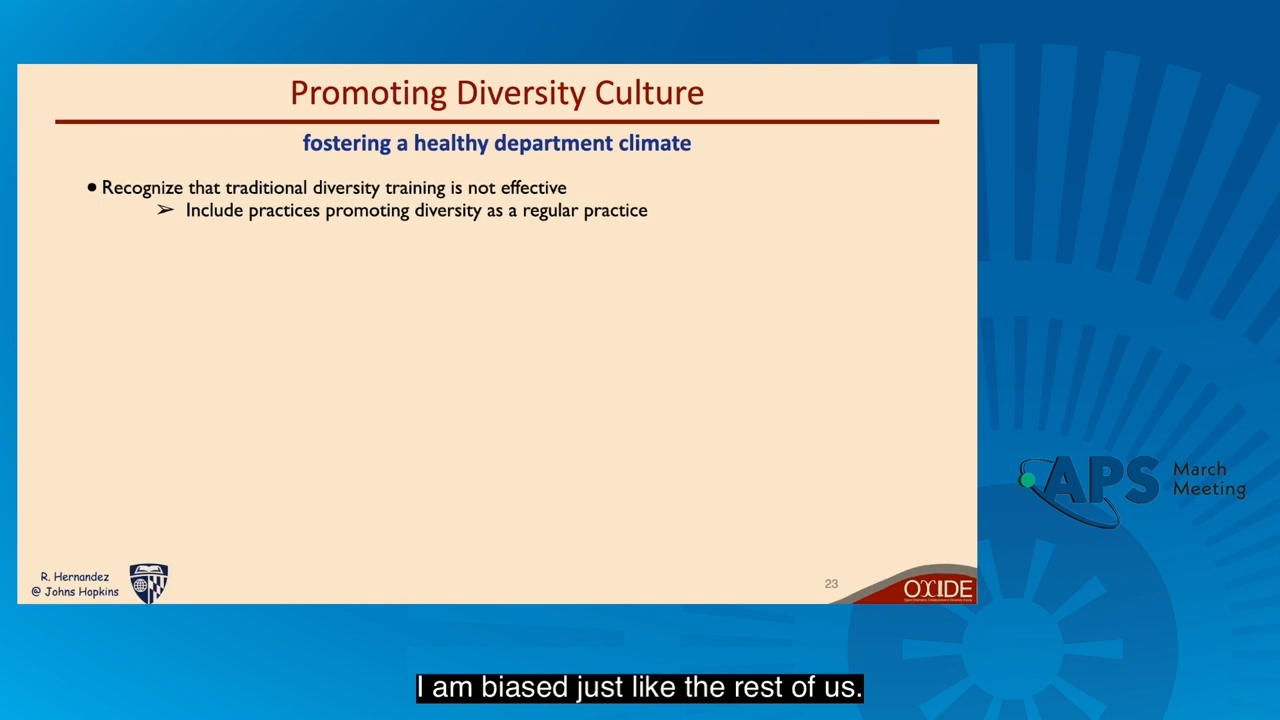 Promoting Diversity Culture
fostering a healthy department climate
● Recognize that traditional diversity training is not effective
➢ Include practices promoting diversity as a regular practice
APS March
Meeting
R. Hernandez
@ Johns Hopkins
23
OXIDE
I am biased just like the rest of us.